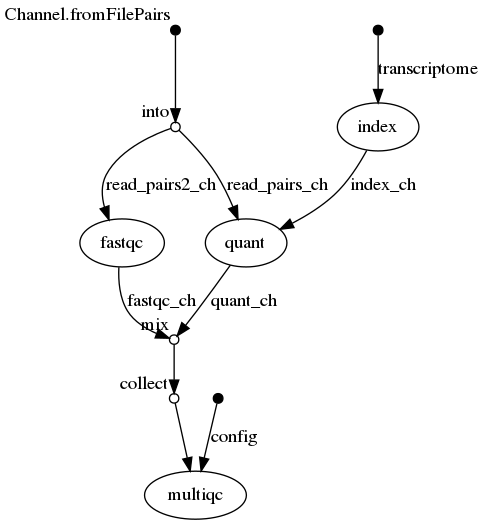 Channel.fromFilePairs
transcriptome
into
index
read_pairs2_ch
read_pairs_ch
index_ch
fastqc
quant
fastqc_ch
quant_ch
mix
collect
config
multiqc